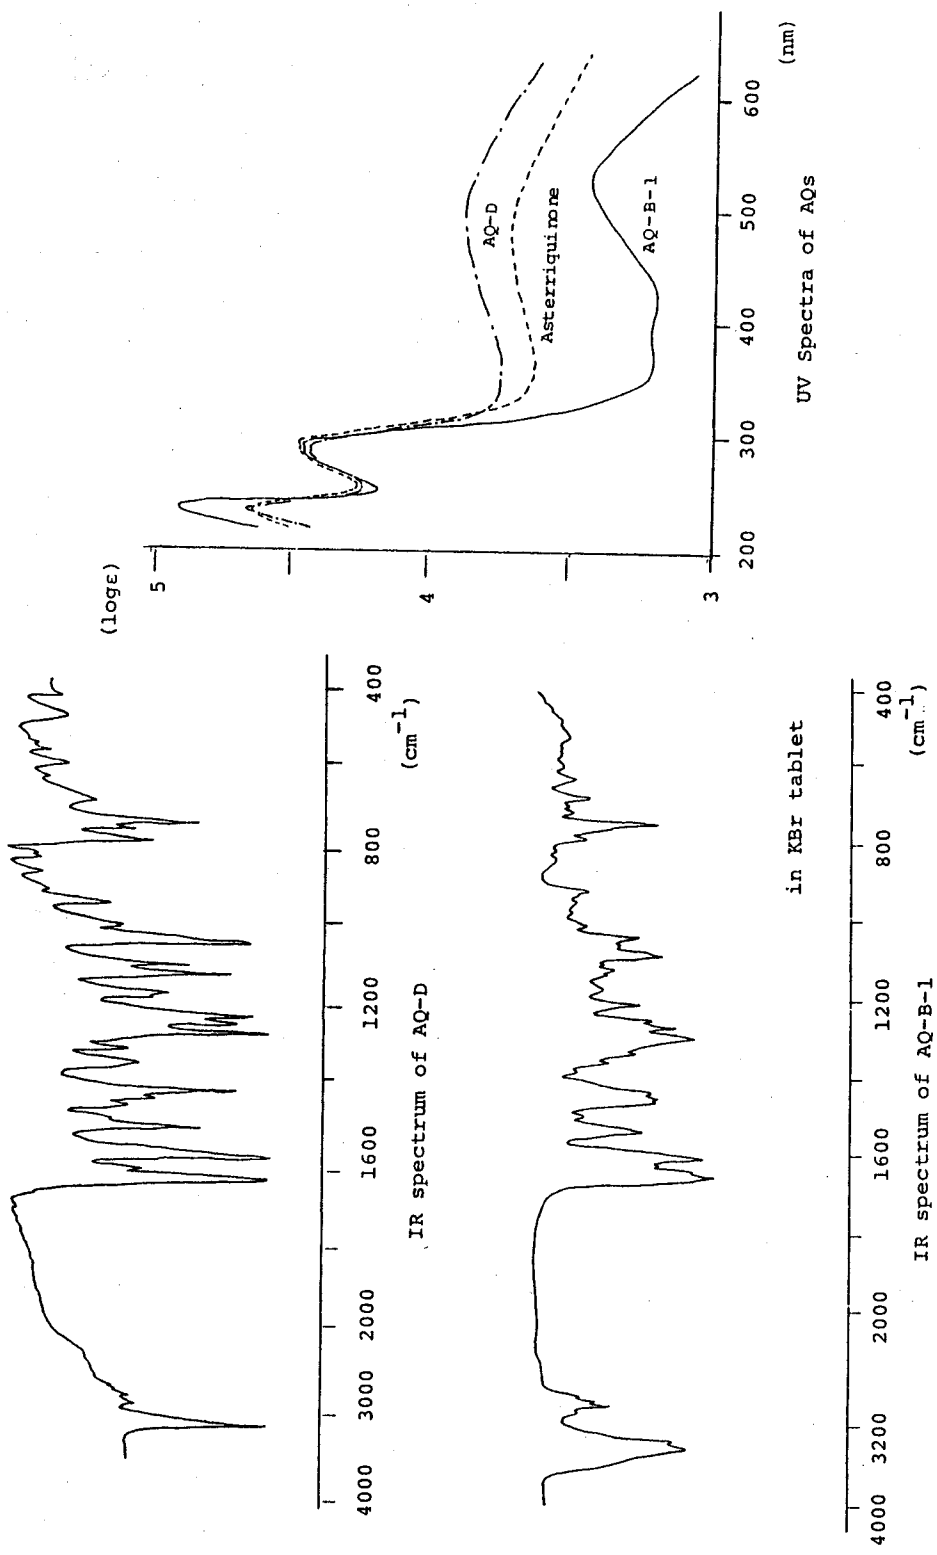 (logε)
5
4
3
200
300
400
500
600
(nm)
AQ-D
Asterriquinone
AQ-B-1
UV Spectra of AQs
4000
3000
2000
1600
1200
800
400
(cm-1)
IR spectrum of AQ-D
in KBr tablet
4000
3200
2000
1600
1200
800
400
(cm-1)
IR spectrum of AQ-B-1